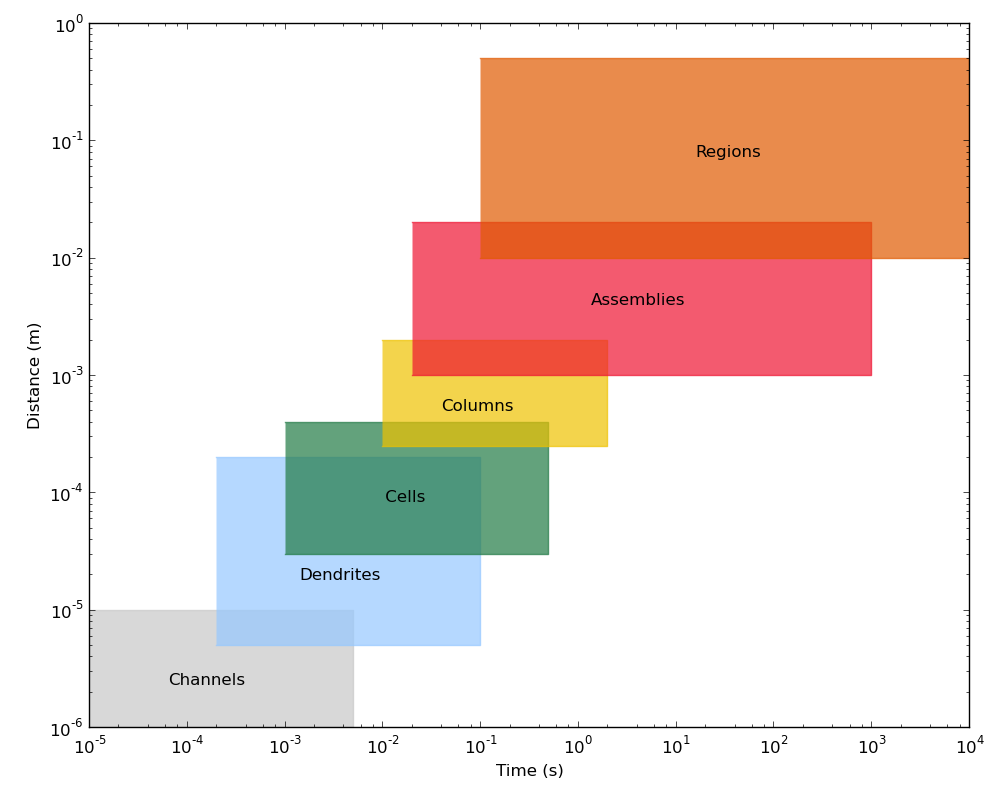 10^0
10^-1
10^-2
10^-3
10^-4
10^-5
10^-6
Distance (m)
Regions
Assemblies
Columns
Cells
Dendrites
Channels
10^-5 10^-4 10^-3 10^-2 10^-1 10^0 10^1 10^2 10^3 10^4
Time (s)